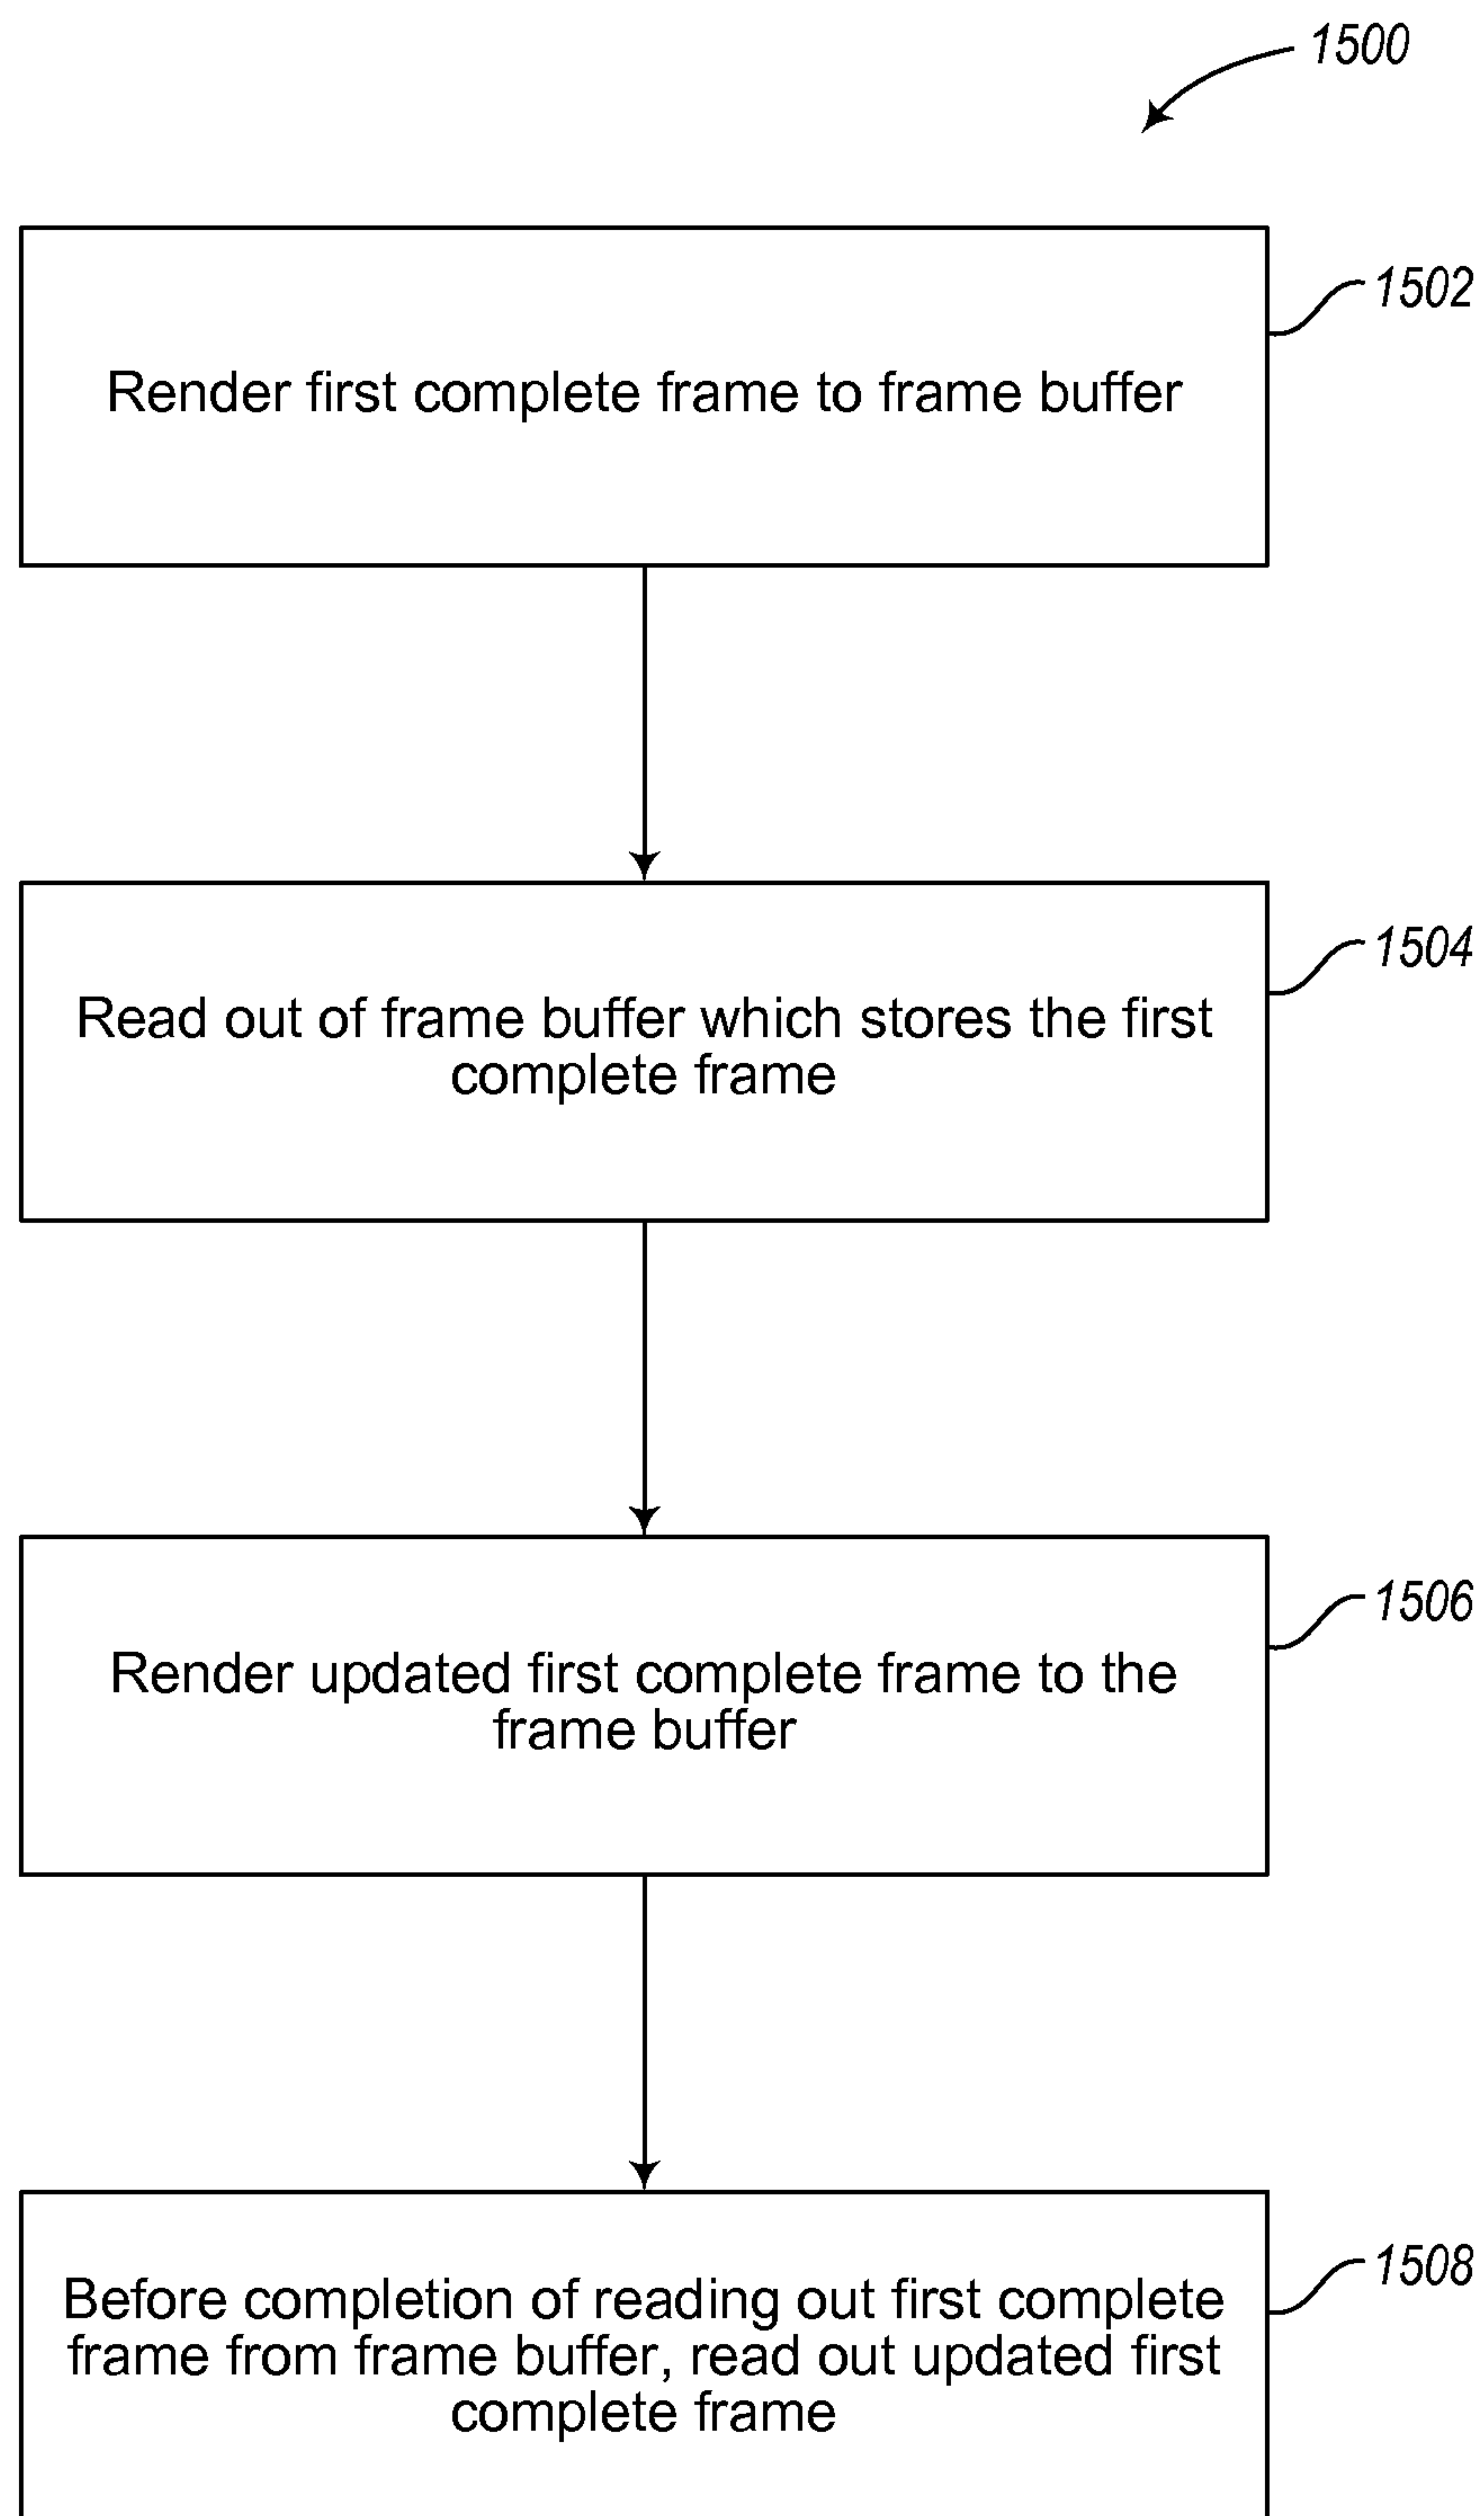 1500
1502
Render first complete frame to frame buffer
1504
Read out of frame buffer which stores the first
complete frame
1506
Render updated first complete frame to the
frame buffer
1508
Before completion of reading out first complete
frame from frame buffer, read out updated first
complete frame